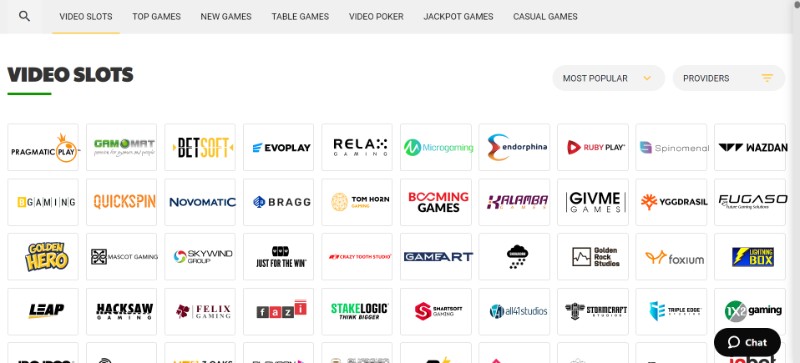 VIDEO SLOTS TOP GAMES NEW GAMES TABLE GAMES VIDEO POKER JACKPOT GAMES CASUAL GAMES
VIDEO SLOTS
MOST POPULAR PROVIDERS
PRAGMATIC PLAY
GAMOMAT
BETSOFT
EVOPLAY
RELAX
GAMING
Microgaming
endorphina
RUBY PLAY
Spinomenal
WAZDAN
BGAMING
QUICKSPIN
NOVOMATIC
BRAGG
TOM HORN
GAMING
BOOMING
GAMES
KALAMBA
GAMES
GIVME
GAMES
YGGDRASIL
FUGASO
Future Gaming Solutions
GOLDEN
HERO
MASCOT GAMING
SKYWIND
GROUP
JUST FOR THE WIN
CRAZY TOOTH STUDIO
GAMEART
Golden
Rock
Studios
foxium
LIGHTNING
BOX
LEAP
HACKSAW
GAMING
FELIX
GAMING
fazi
STAKELOGIC
THINK BIGGER
SMARTSOFT
GAMING
all41studios
STORMCRAFT
STUDIOS
TRIPLE EDGE
STUDIOS
1X2 gaming
Chat